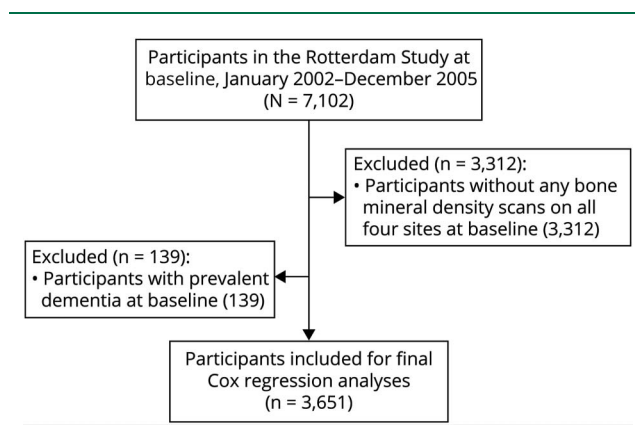 Participants in the Rotterdam Study at
baseline, January 2002–December 2005
(N = 7,102)
Excluded (n = 3,312):
• Participants without any bone
mineral density scans on all
four sites at baseline (3,312)
Excluded (n = 139):
• Participants with prevalent
dementia at baseline (139)
Participants included for final
Cox regression analyses
(n = 3,651)